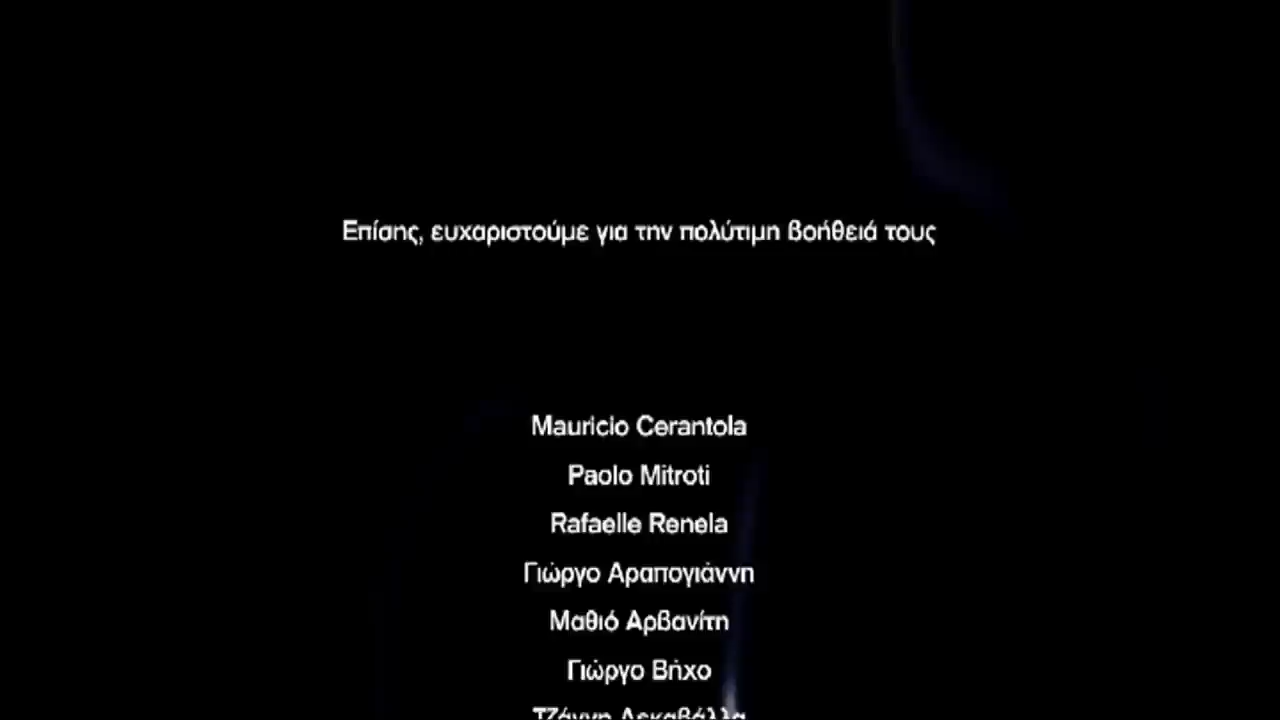 Επίσης, ευχαριστούμε για την πολύτιμη βοήθειά τους
Mauricio Cerantola
Paolo Mitroti
Rafaelle Renela
Γιώργο Αραπογιάννη
Μαθιό Αρβανίτη
Γιώργο Βήχο
Τζάννη